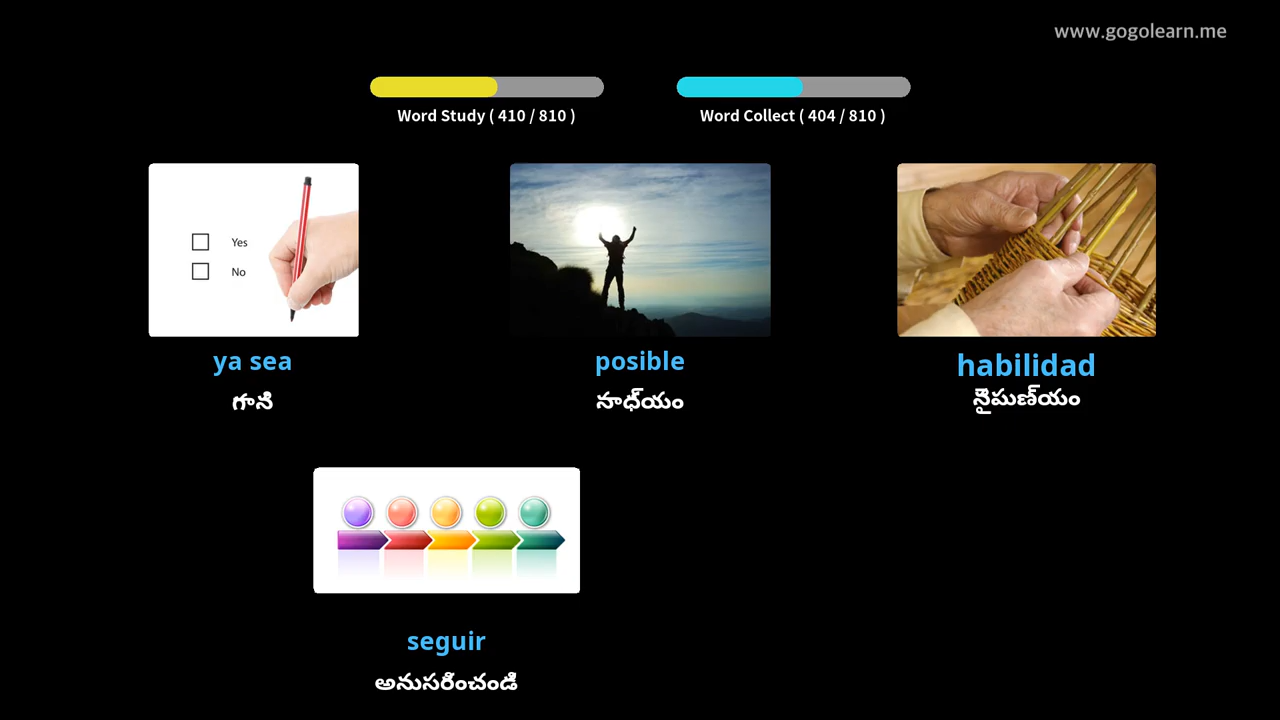 www.gogolearn.me
Word Study ( 410 / 810 )
Word Collect ( 404 / 810 )
Yes
No
ya sea
posible
habilidad
గానీ
సాధ్యం
నైపుణ్యం
seguir
అనుసరించండి